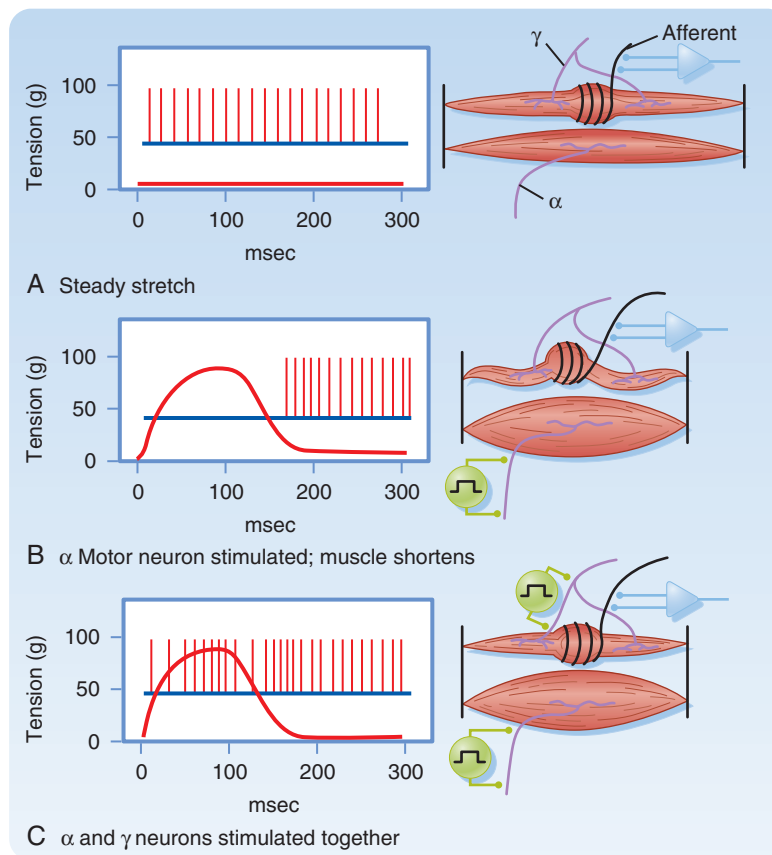 γ
Afferent
Tension (g)
100
50
0
0 100 200 300
msec
α
A Steady stretch
Tension (g)
100
50
0
0 100 200 300
msec
B α Motor neuron stimulated; muscle shortens
Tension (g)
100
50
0
0 100 200 300
msec
C α and γ neurons stimulated together